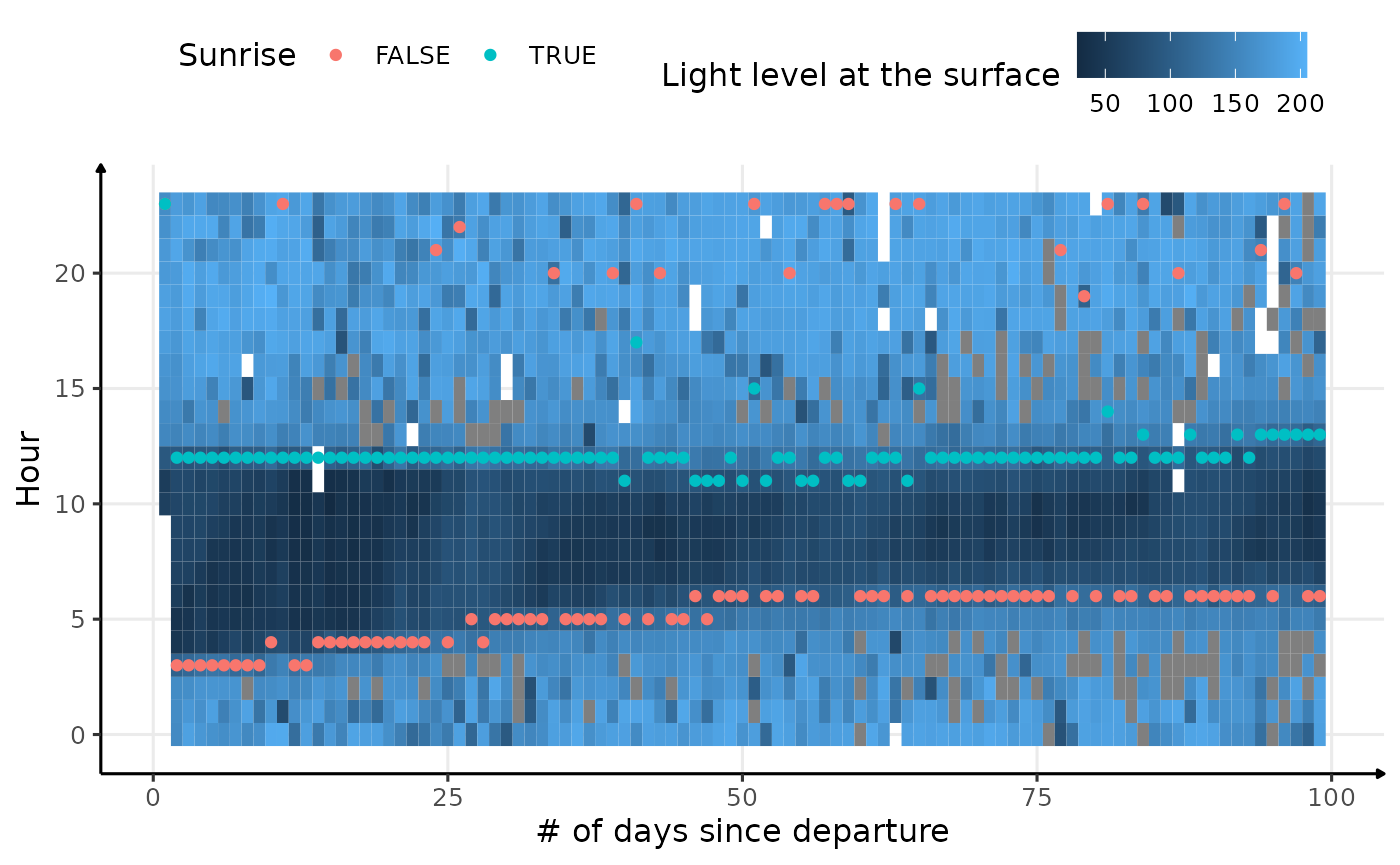 Sunrise FALSE TRUE
Light level at the surface
50 100 150 200
Hour
20
15
10
5
0
0 25 50 75 100
# of days since departure